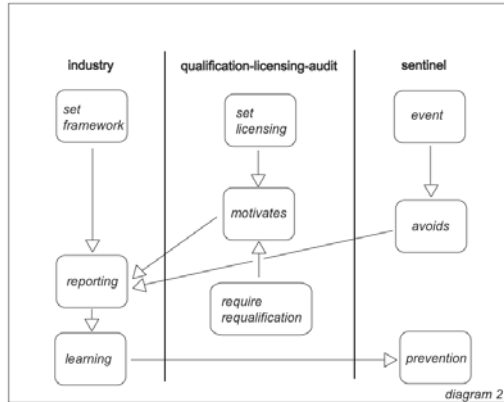 industry
qualification-licensing-audit
sentinel
set
framework
set
licensing
event
motivates
avoids
reporting
require
requalification
learning
prevention
diagram 2